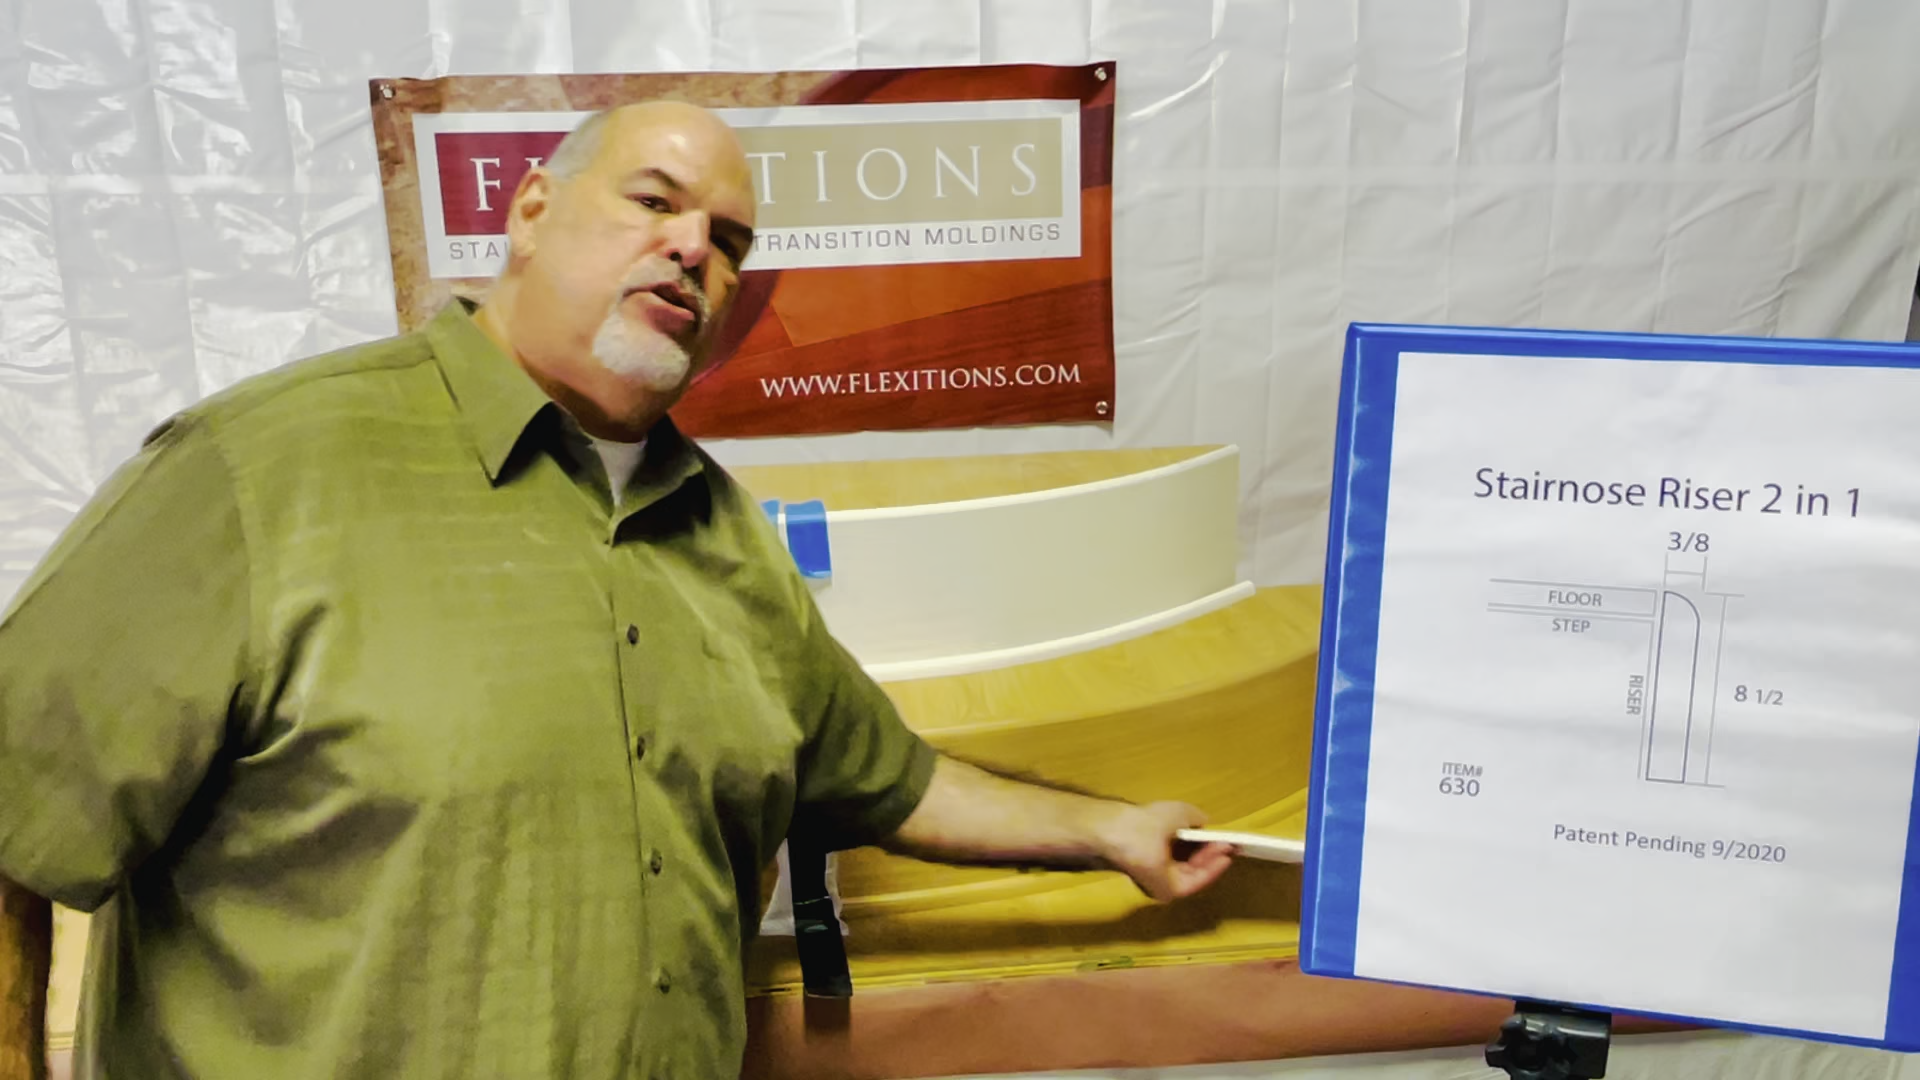 F TIONS
STAI TRANSITION MOLDINGS
WWW.FLEXITIONS.COM
Stairnose Riser 2 in 1
3/8
FLOOR
STEP
RISER
8 1/2
ITEM#
630
Patent Pending 9/2020